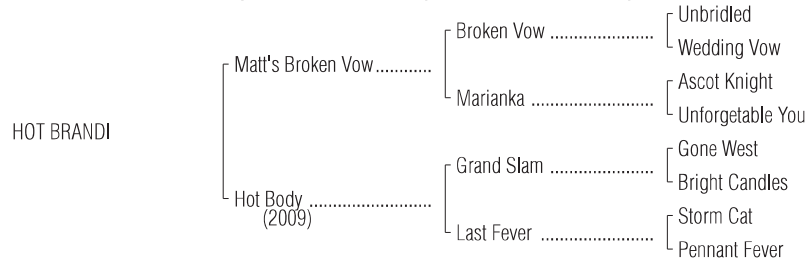 Unbridled
Broken Vow ....................
Wedding Vow
Matt's Broken Vow............
Ascot Knight
Marianka .......................
Unforgetable You
HOT BRANDI
Gone West
Grand Slam ....................
Bright Candles
Hot Body ........................
(2009)
Storm Cat
Last Fever .....................
Pennant Fever